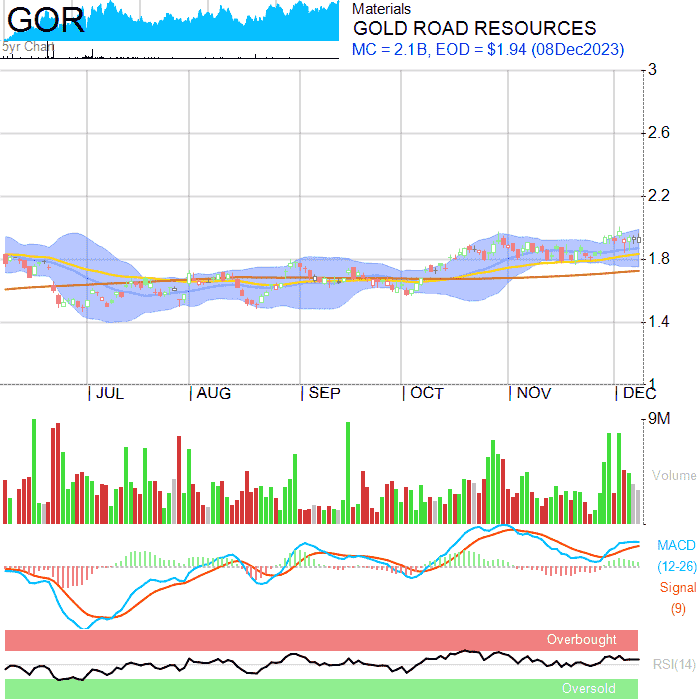 GOR
5yr Chart
Materials
GOLD ROAD RESOURCES
MC = 2.1B, EOD = $1.94 (08Dec2023)
3
2.6
2.2
1.8
1.4
1
JUL AUG SEP OCT NOV DEC
9M
Volume
MACD
(12-26)
Signal
(9)
Overbought
RSI(14)
Oversold